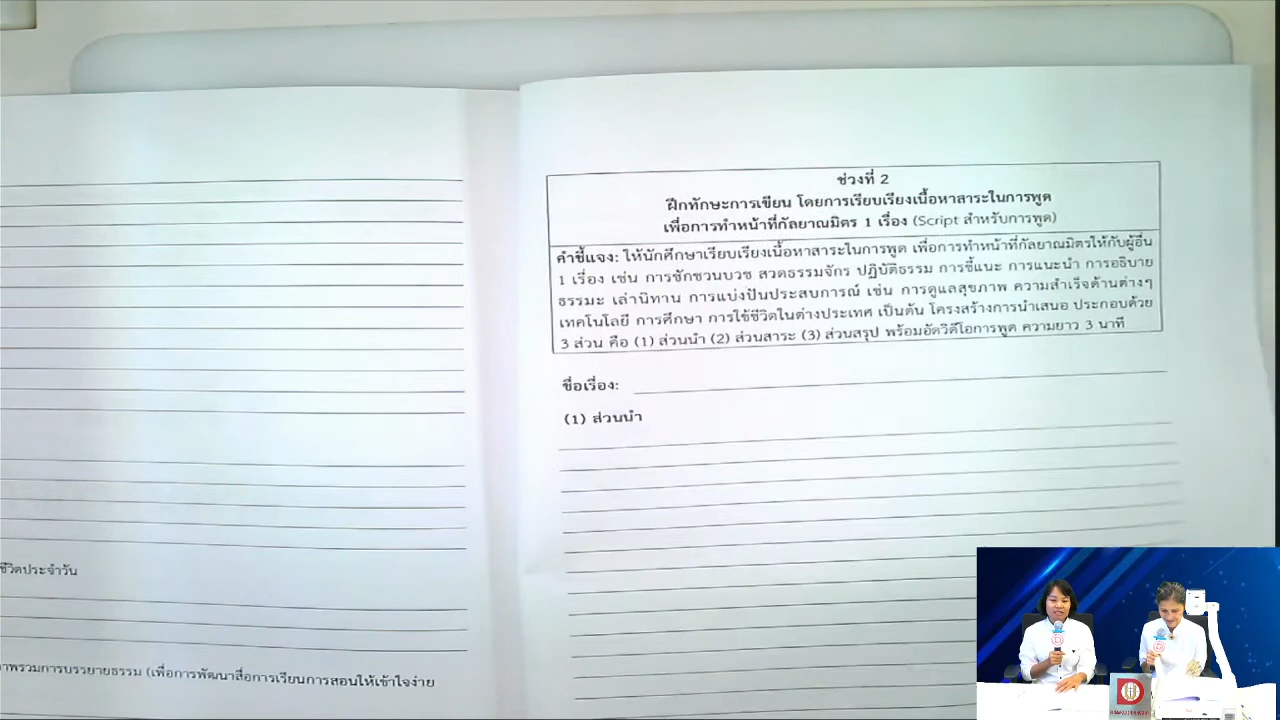 ชีวิตประจำวัน
าพรวมการบรรยายธรรม (เพื่อการพัฒนาสื่อการเรียนการสอนให้เข้าใจง่าย
ช่วงที่ 2
ฝึกทักษะการเขียน โดยการเรียบเรียงเนื้อหาสาระในการพูด
เพื่อการทำหน้าที่กัลยาณมิตร 1 เรื่อง (Script สำหรับการพูด)
คำชี้แจง: ให้นักศึกษาเรียบเรียงเนื้อหาสาระในการพูด เพื่อการทำหน้าที่กัลยาณมิตรให้กับผู้อื่น
1 เรื่อง เช่น การชักชวนบวช สวดธรรมจักร ปฏิบัติธรรม การชี้แนะ การแนะนำ การอธิบาย
ธรรมะ เล่านิทาน การแบ่งปันประสบการณ์ เช่น การดูแลสุขภาพ ความสำเร็จด้านต่างๆ
เทคโนโลยี การศึกษา การใช้ชีวิตในต่างประเทศ เป็นต้น โครงสร้างการนำเสนอ ประกอบด้วย
3 ส่วน คือ (1) ส่วนนำ (2) ส่วนสาระ (3) ส่วนสรุป พร้อมอัดวิดีโอการพูด ความยาว 3 นาที
ชื่อเรื่อง:
(1) ส่วนนำ